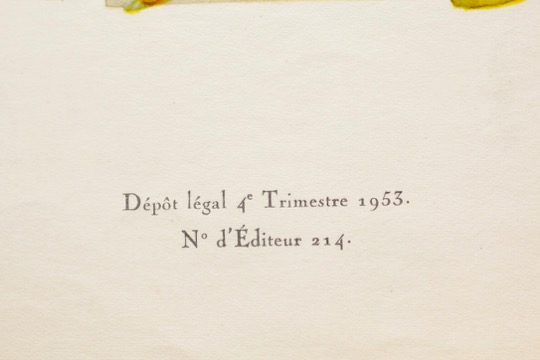 Dépôt légal 4e Trimestre 1953.
No d'Éditeur 214.